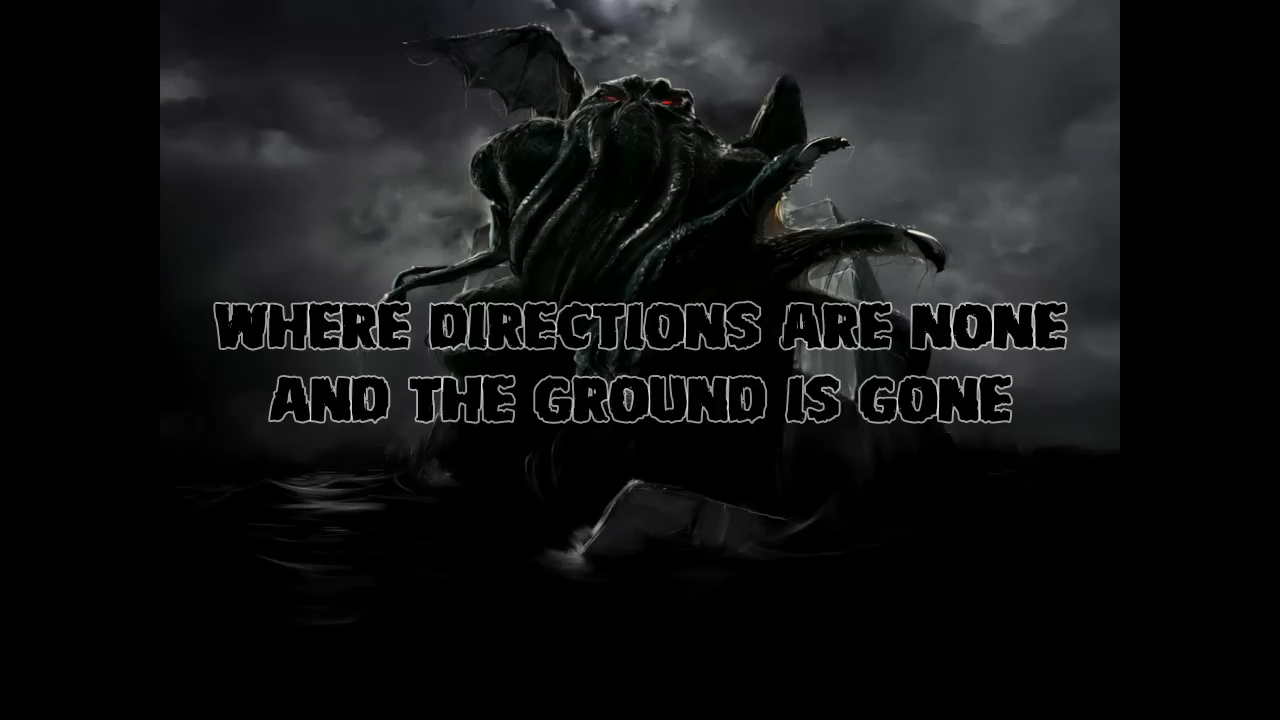 WHERE DIRECTIONS ARE NONE
AND THE GROUND IS GONE